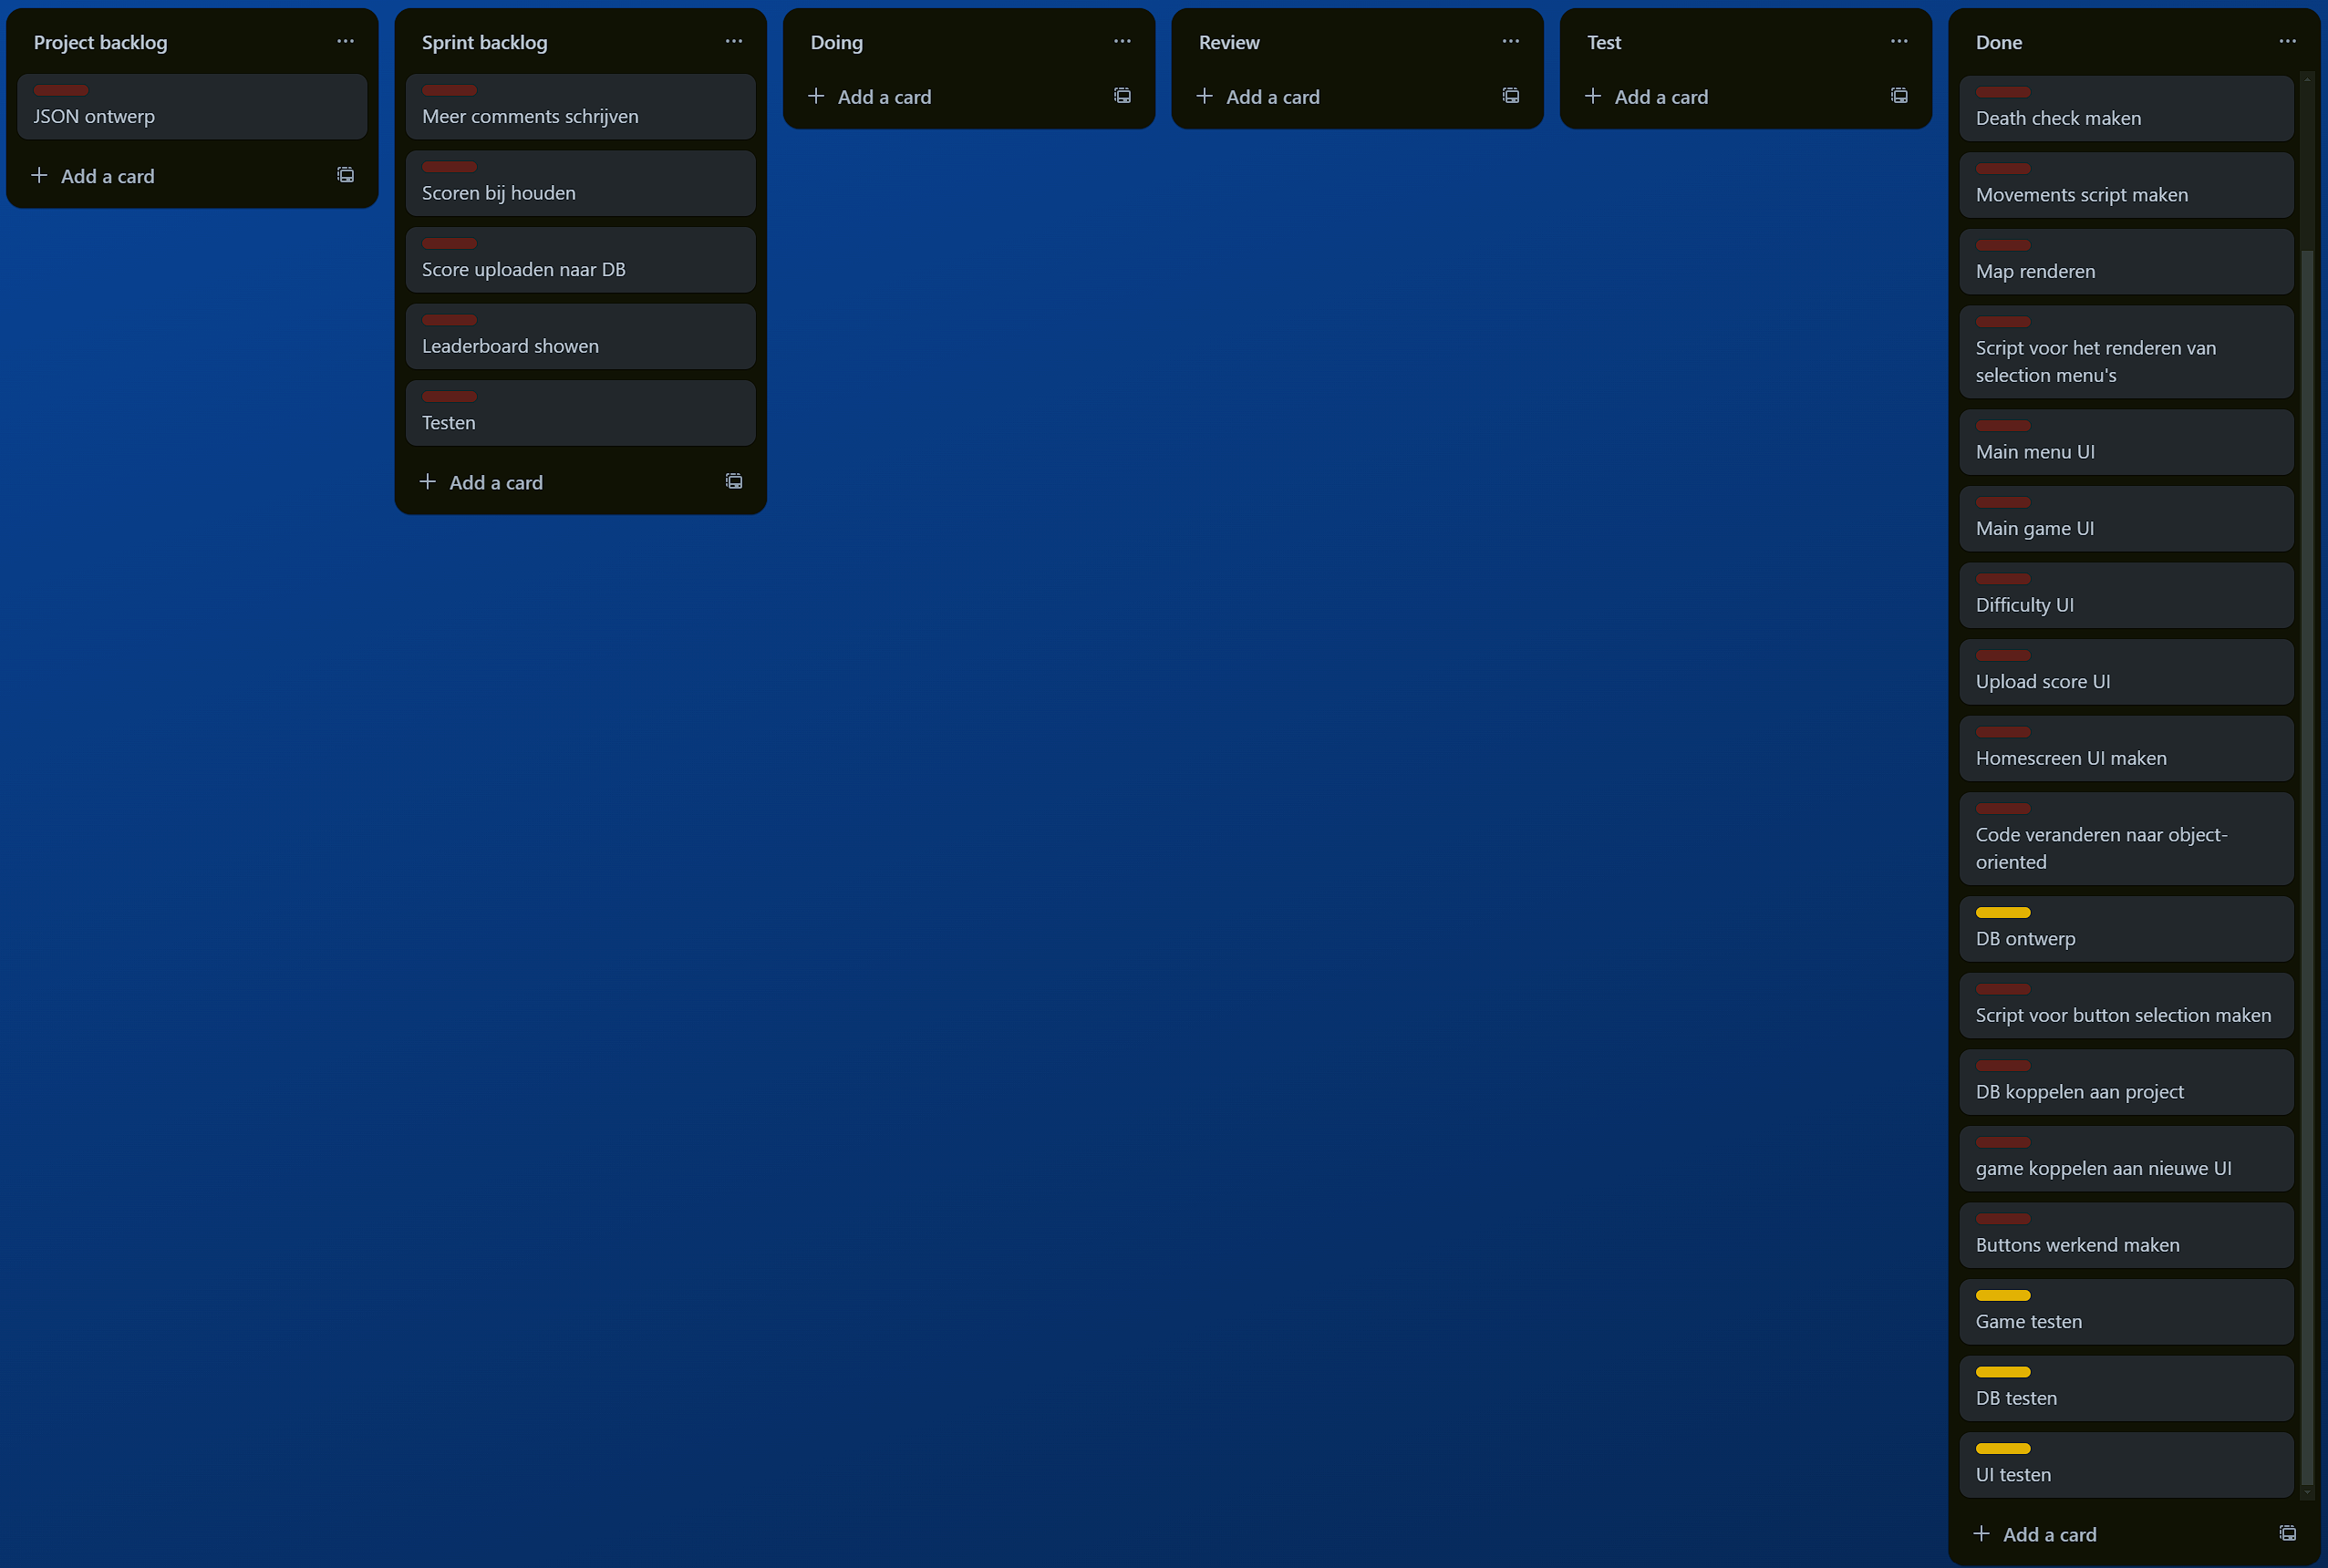 Project backlog
JSON ontwerp
Add a card
Sprint backlog
Meer comments schrijven
Scoren bij houden
Score uploaden naar DB
Leaderboard showen
Testen
Add a card
Doing
Add a card
Review
Add a card
Test
Add a card
Done
Death check maken
Movements script maken
Map renderen
Script voor het renderen van
selection menu's
Main menu UI
Main game UI
Difficulty UI
Upload score UI
Homescreen UI maken
Code veranderen naar object-
oriented
DB ontwerp
Script voor button selection maken
DB koppelen aan project
game koppelen aan nieuwe UI
Buttons werkend maken
Game testen
DB testen
UI testen
Add a card